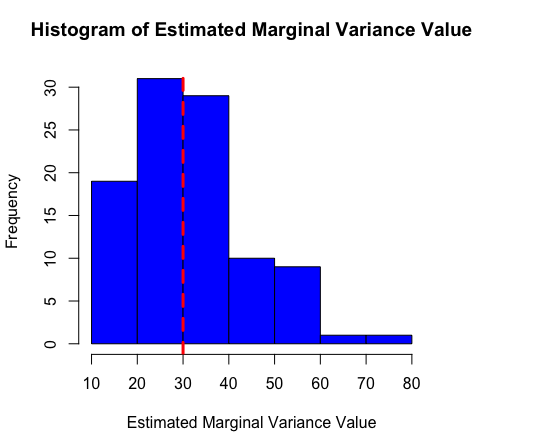 Histogram of Estimated Marginal Variance Value
Frequency
30
25
20
15
10
5
0
10 20 30 40 50 60 70 80
Estimated Marginal Variance Value